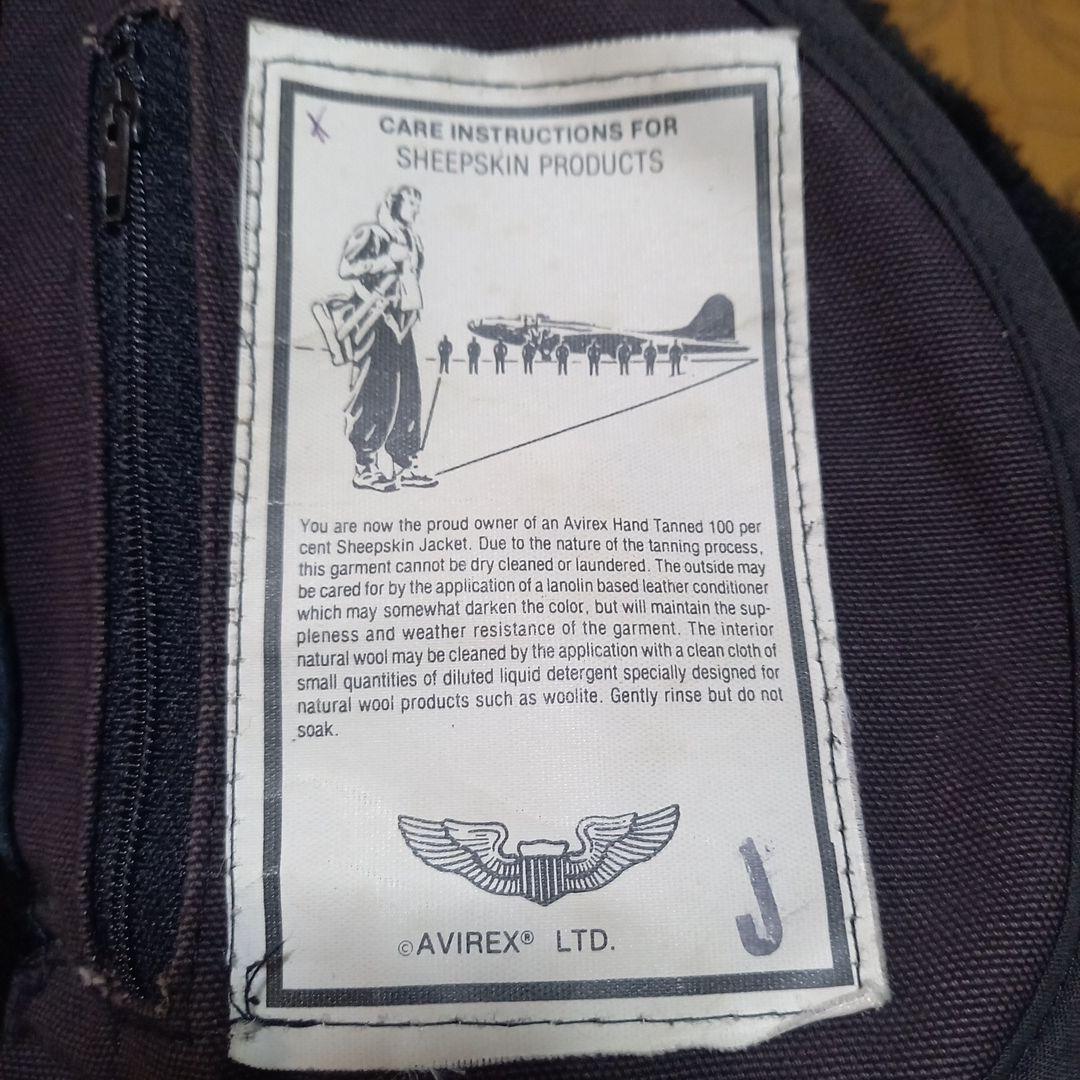 X
CARE INSTRUCTIONS FOR
SHEEPSKIN PRODUCTS
You are now the proud owner of an Avirex Hand Tanned 100 per
cent Sheepskin Jacket. Due to the nature of the tanning process,
this garment cannot be dry cleaned or laundered. The outside may
be cared for by the application of a lanolin based leather conditioner
which may somewhat darken the color, but will maintain the sup-
pleness and weather resistance of the garment. The interior
natural wool may be cleaned by the application with a clean cloth of
small quantities of diluted liquid detergent specially designed for
natural wool products such as woolite. Gently rinse but do not
soak.
J
©AVIREX® LTD.